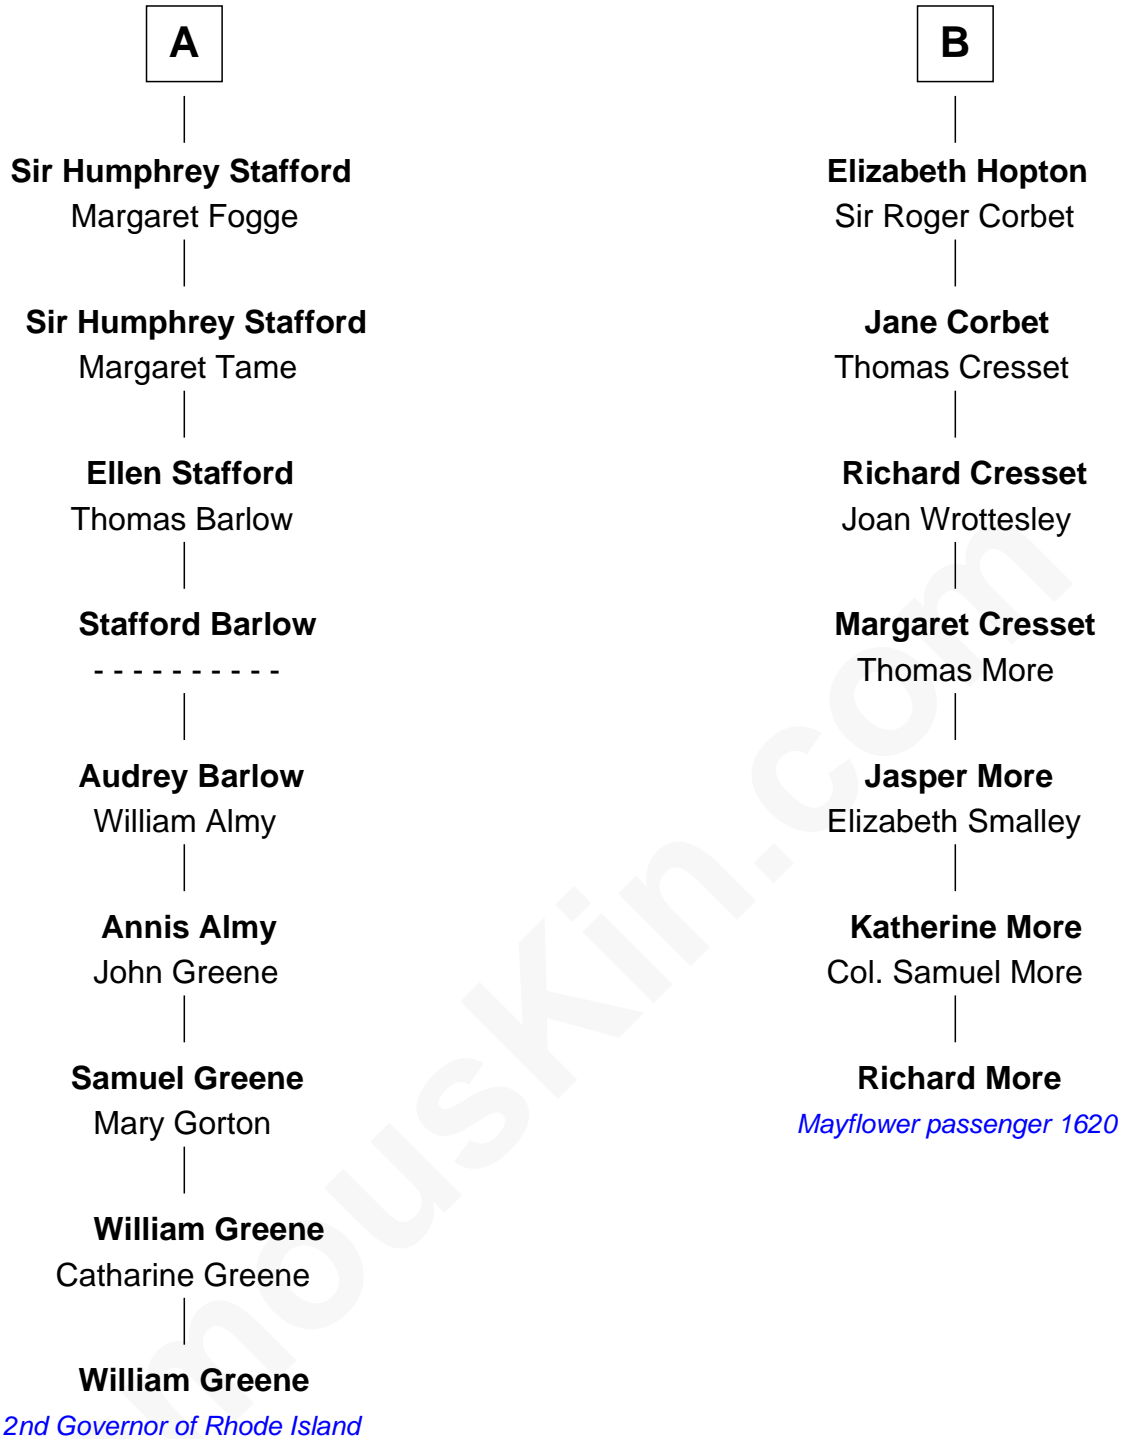 A
Sir Humphrey Stafford
Margaret Fogge
Sir Humphrey Stafford
Margaret Tame
Ellen Stafford
Thomas Barlow
Stafford Barlow
- - - - - - - - - -
Audrey Barlow
William Almy
Annis Almy
John Greene
Samuel Greene
Mary Gorton
William Greene
Catharine Greene
William Greene
2nd Governor of Rhode Island
B
Elizabeth Hopton
Sir Roger Corbet
Jane Corbet
Thomas Cresset
Richard Cresset
Joan Wrottesley
Margaret Cresset
Thomas More
Jasper More
Elizabeth Smalley
Katherine More
Col. Samuel More
Richard More
Mayflower passenger 1620
mousKin.com